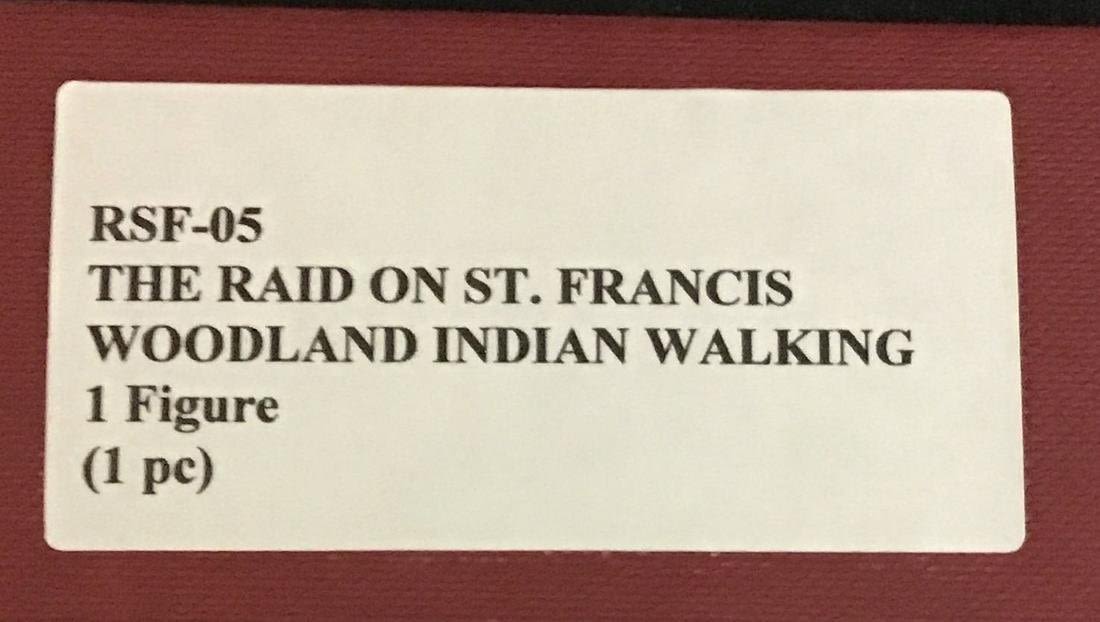 RSF-05
THE RAID ON ST. FRANCIS
WOODLAND INDIAN WALKING
1 Figure
(1 pc)